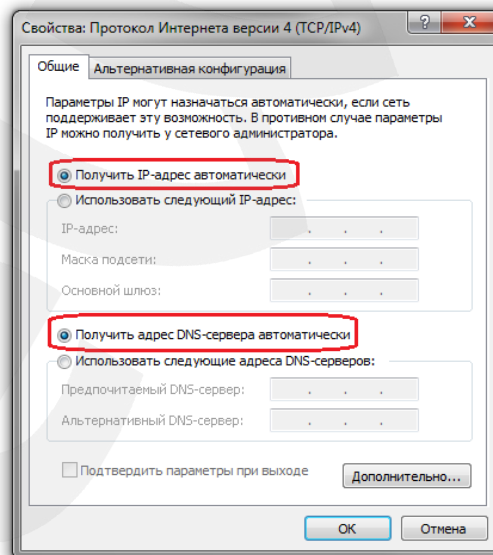 Свойства: Протокол Интернета версии 4 (TCP/IPv4)
Общие
Альтернативная конфигурация
Параметры IP могут назначаться автоматически, если сеть
поддерживает эту возможность. В противном случае параметры
IP можно получить у сетевого администратора.
Получить IP-адрес автоматически
Использовать следующий IP-адрес:
IP-адрес:
Маска подсети:
Основной шлюз:
Получить адрес DNS-сервера автоматически
Использовать следующие адреса DNS-серверов:
Предпочитаемый DNS-сервер:
Альтернативный DNS-сервер:
Подтвердить параметры при выходе
Дополнительно...
ОК
Отмена